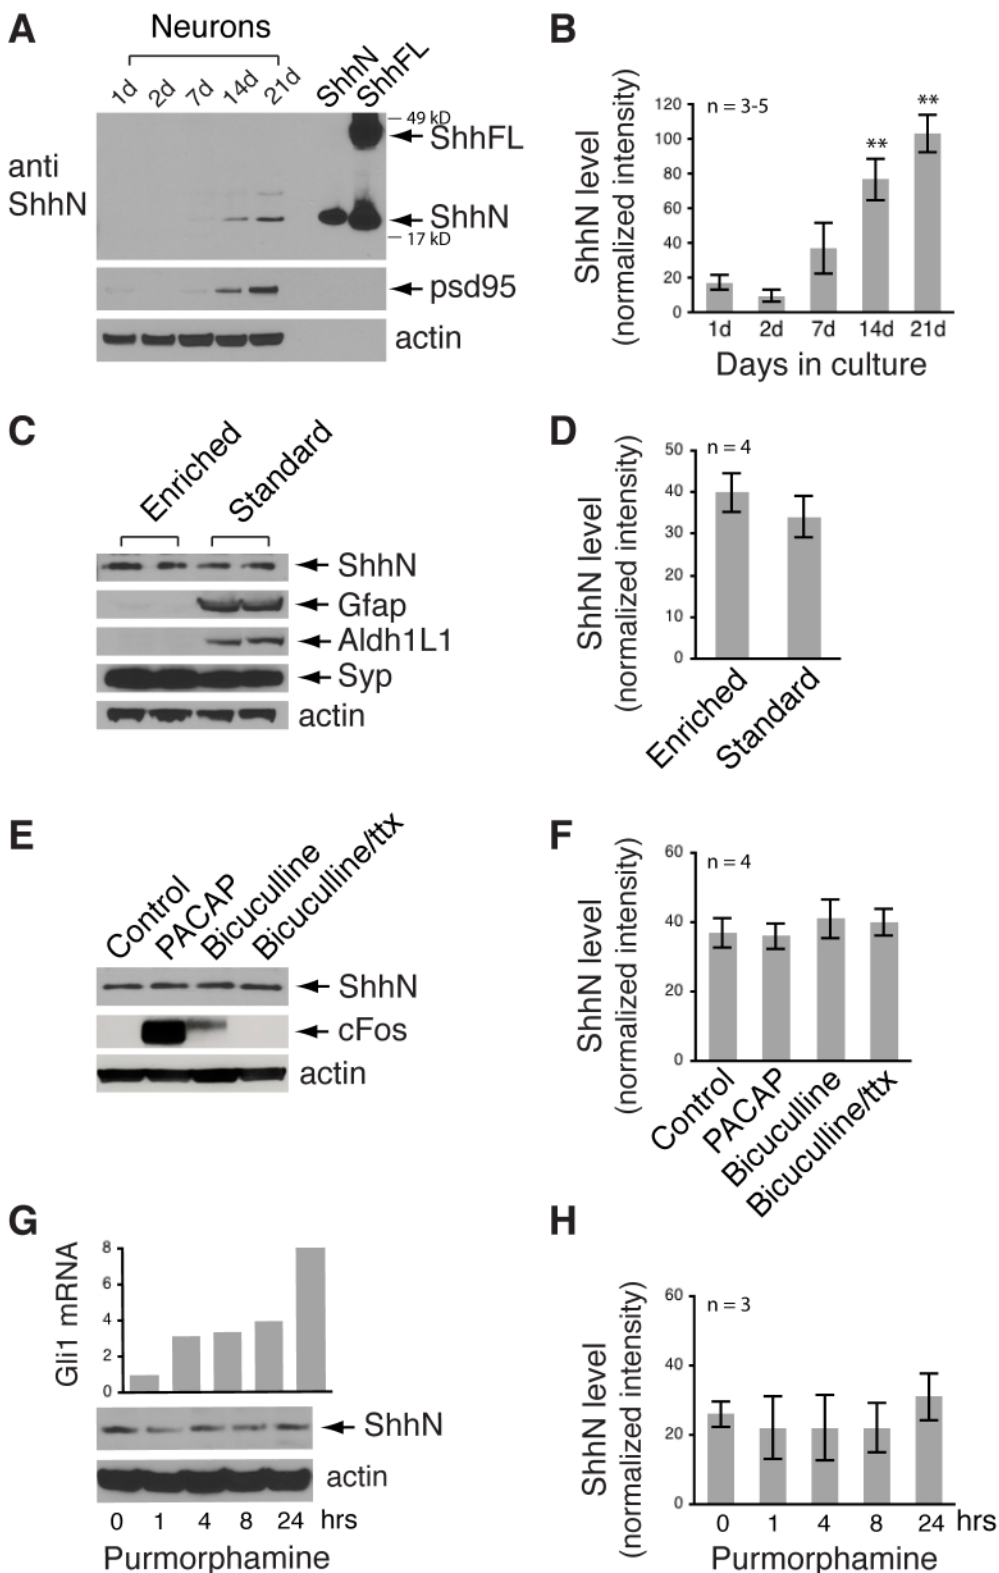 A
Neurons
1d 2d 7d 14d 21d ShhN ShhFL
anti
ShhN
49 kD
ShhFL
ShhN
17 kD
psd95
actin
B
n = 3-5
ShhN level
(normalized intensity)
120
100
80
60
40
20
0
**
**
1d 2d 7d 14d 21d
Days in culture
C
Enriched Standard
ShhN
Gfap
Aldh1L1
Syp
actin
D
n = 4
ShhN level
(normalized intensity)
50
40
30
20
10
0
Enriched Standard
E
Control PACAP Bicuculline Bicuculline/ttx
ShhN
cFos
actin
F
n = 4
ShhN level
(normalized intensity)
60
40
20
0
Control PACAP Bicuculline Bicuculline/ttx
G
Gli1 mRNA
8
6
4
2
0
ShhN
actin
0 1 4 8 24 hrs
Purmorphamine
H
n = 3
ShhN level
(normalized intensity)
60
40
20
0
0 1 4 8 24 hrs
Purmorphamine